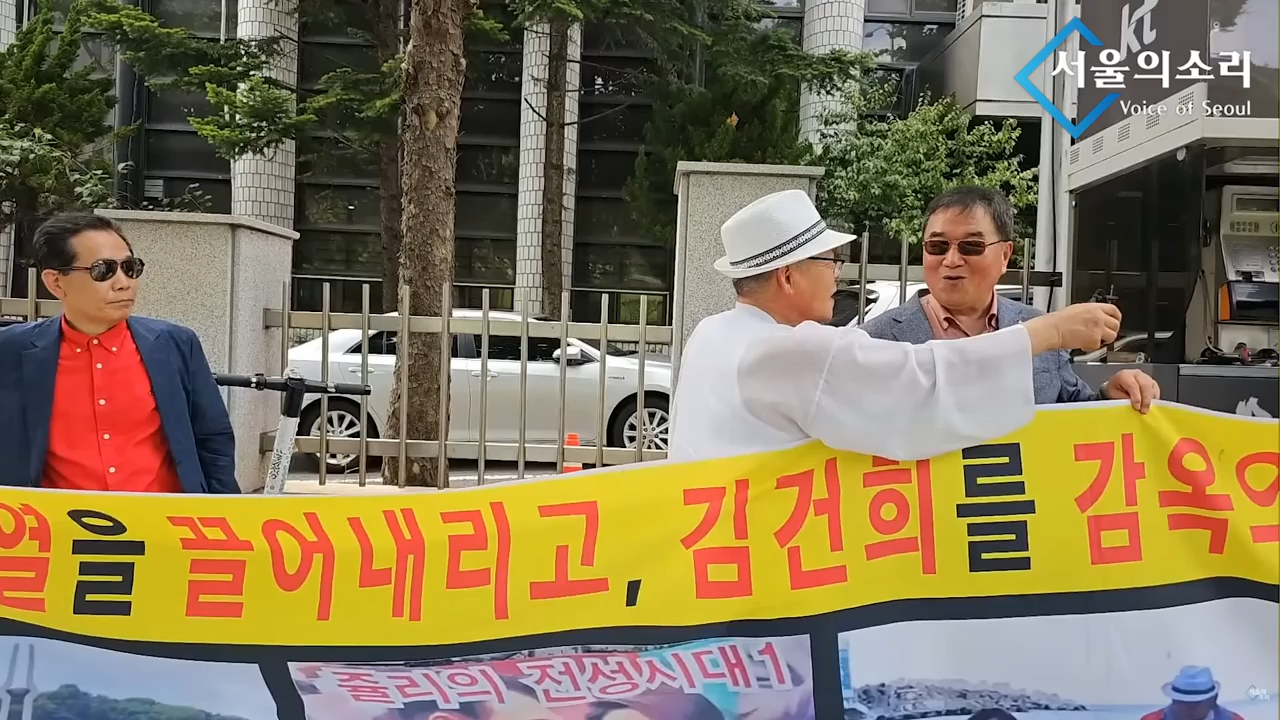 kt
서울의소리
Voice of Seoul
열을 끌어내리고, 김건희를 감옥으
줄리의 전성시대1